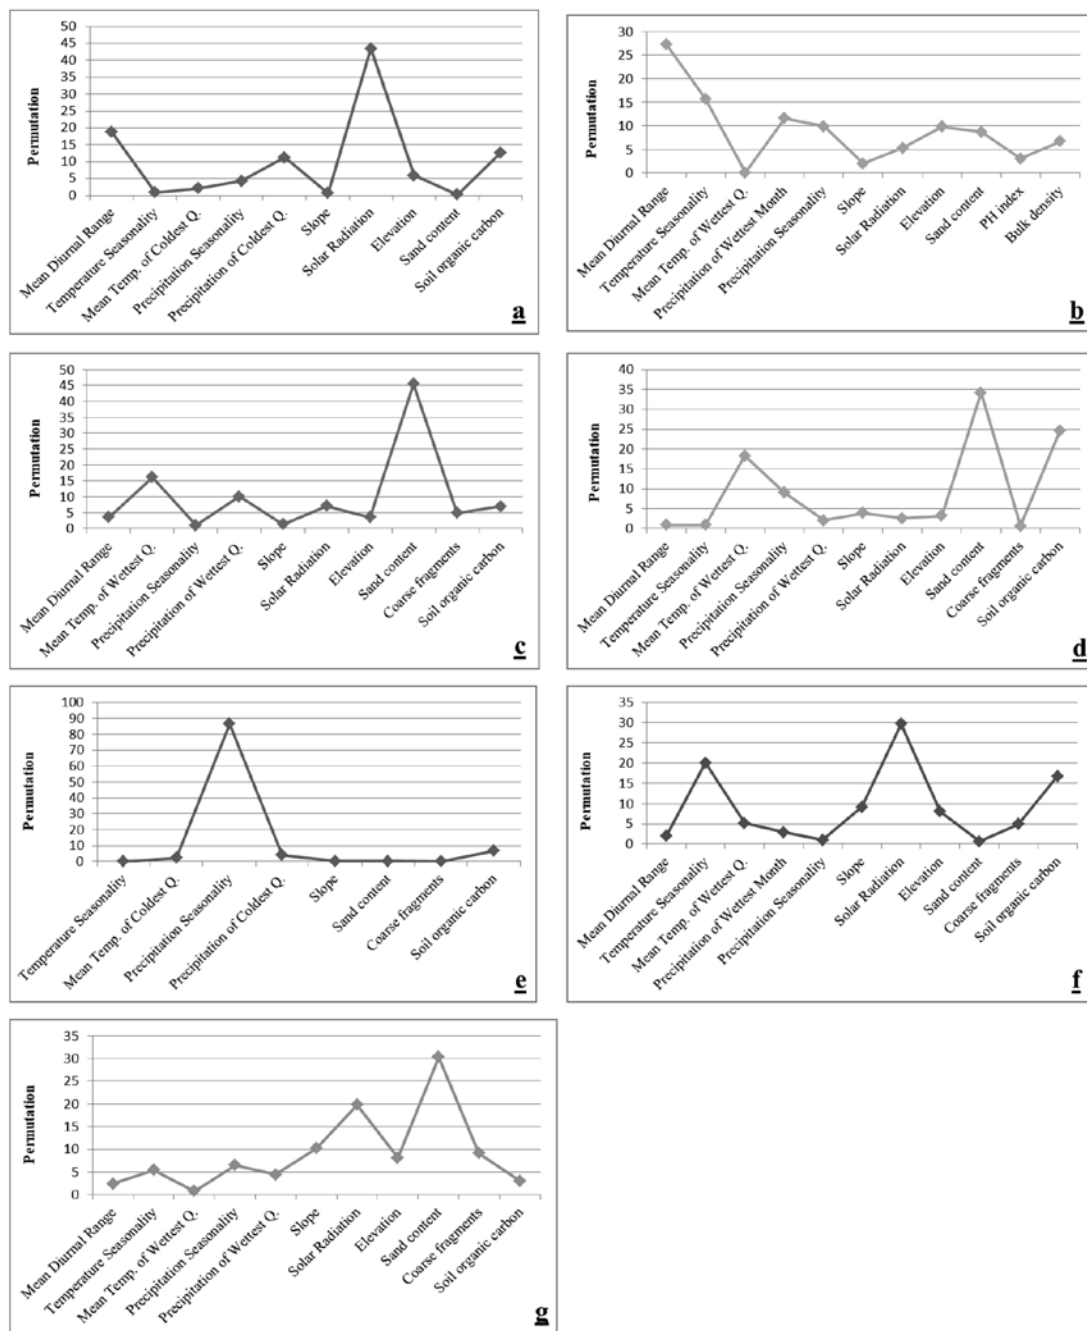 50
45
40
35
30
25
20
15
10
5
0
Permutation
Mean Diurnal Range
Temperature Seasonality
Mean Temp. of Coldest Q.
Precipitation Seasonality
Precipitation of Coldest Q.
Slope
Solar Radiation
Elevation
Sand content
Soil organic carbon
a
30
25
20
15
10
5
0
Permutation
Mean Diurnal Range
Temperature Seasonality
Mean Temp. of Wettest Q.
Precipitation of Wettest Month
Precipitation Seasonality
Slope
Solar Radiation
Elevation
Sand content
PH index
Bulk density
b
50
45
40
35
30
25
20
15
10
5
0
Permutation
Mean Diurnal Range
Mean Temp. of Wettest Q.
Precipitation Seasonality
Precipitation of Wettest Q.
Slope
Solar Radiation
Elevation
Sand content
Coarse fragments
Soil organic carbon
c
40
35
30
25
20
15
10
5
0
Permutation
Mean Diurnal Range
Temperature Seasonality
Mean Temp. of Wettest Q.
Precipitation Seasonality
Precipitation of Wettest Q.
Slope
Solar Radiation
Elevation
Sand content
Coarse fragments
Soil organic carbon
d
100
90
80
70
60
50
40
30
20
10
0
Permutation
Temperature Seasonality
Mean Temp. of Coldest Q.
Precipitation Seasonality
Precipitation of Coldest Q.
Slope
Sand content
Coarse fragments
Soil organic carbon
e
35
30
25
20
15
10
5
0
Permutation
Mean Diurnal Range
Temperature Seasonality
Mean Temp. of Wettest Q.
Precipitation of Wettest Month
Precipitation Seasonality
Slope
Solar Radiation
Elevation
Sand content
Coarse fragments
Soil organic carbon
f
35
30
25
20
15
10
5
0
Permutation
Mean Diurnal Range
Temperature Seasonality
Mean Temp. of Wettest Q.
Precipitation Seasonality
Precipitation of Wettest Q.
Slope
Solar Radiation
Elevation
Sand content
Coarse fragments
Soil organic carbon
g